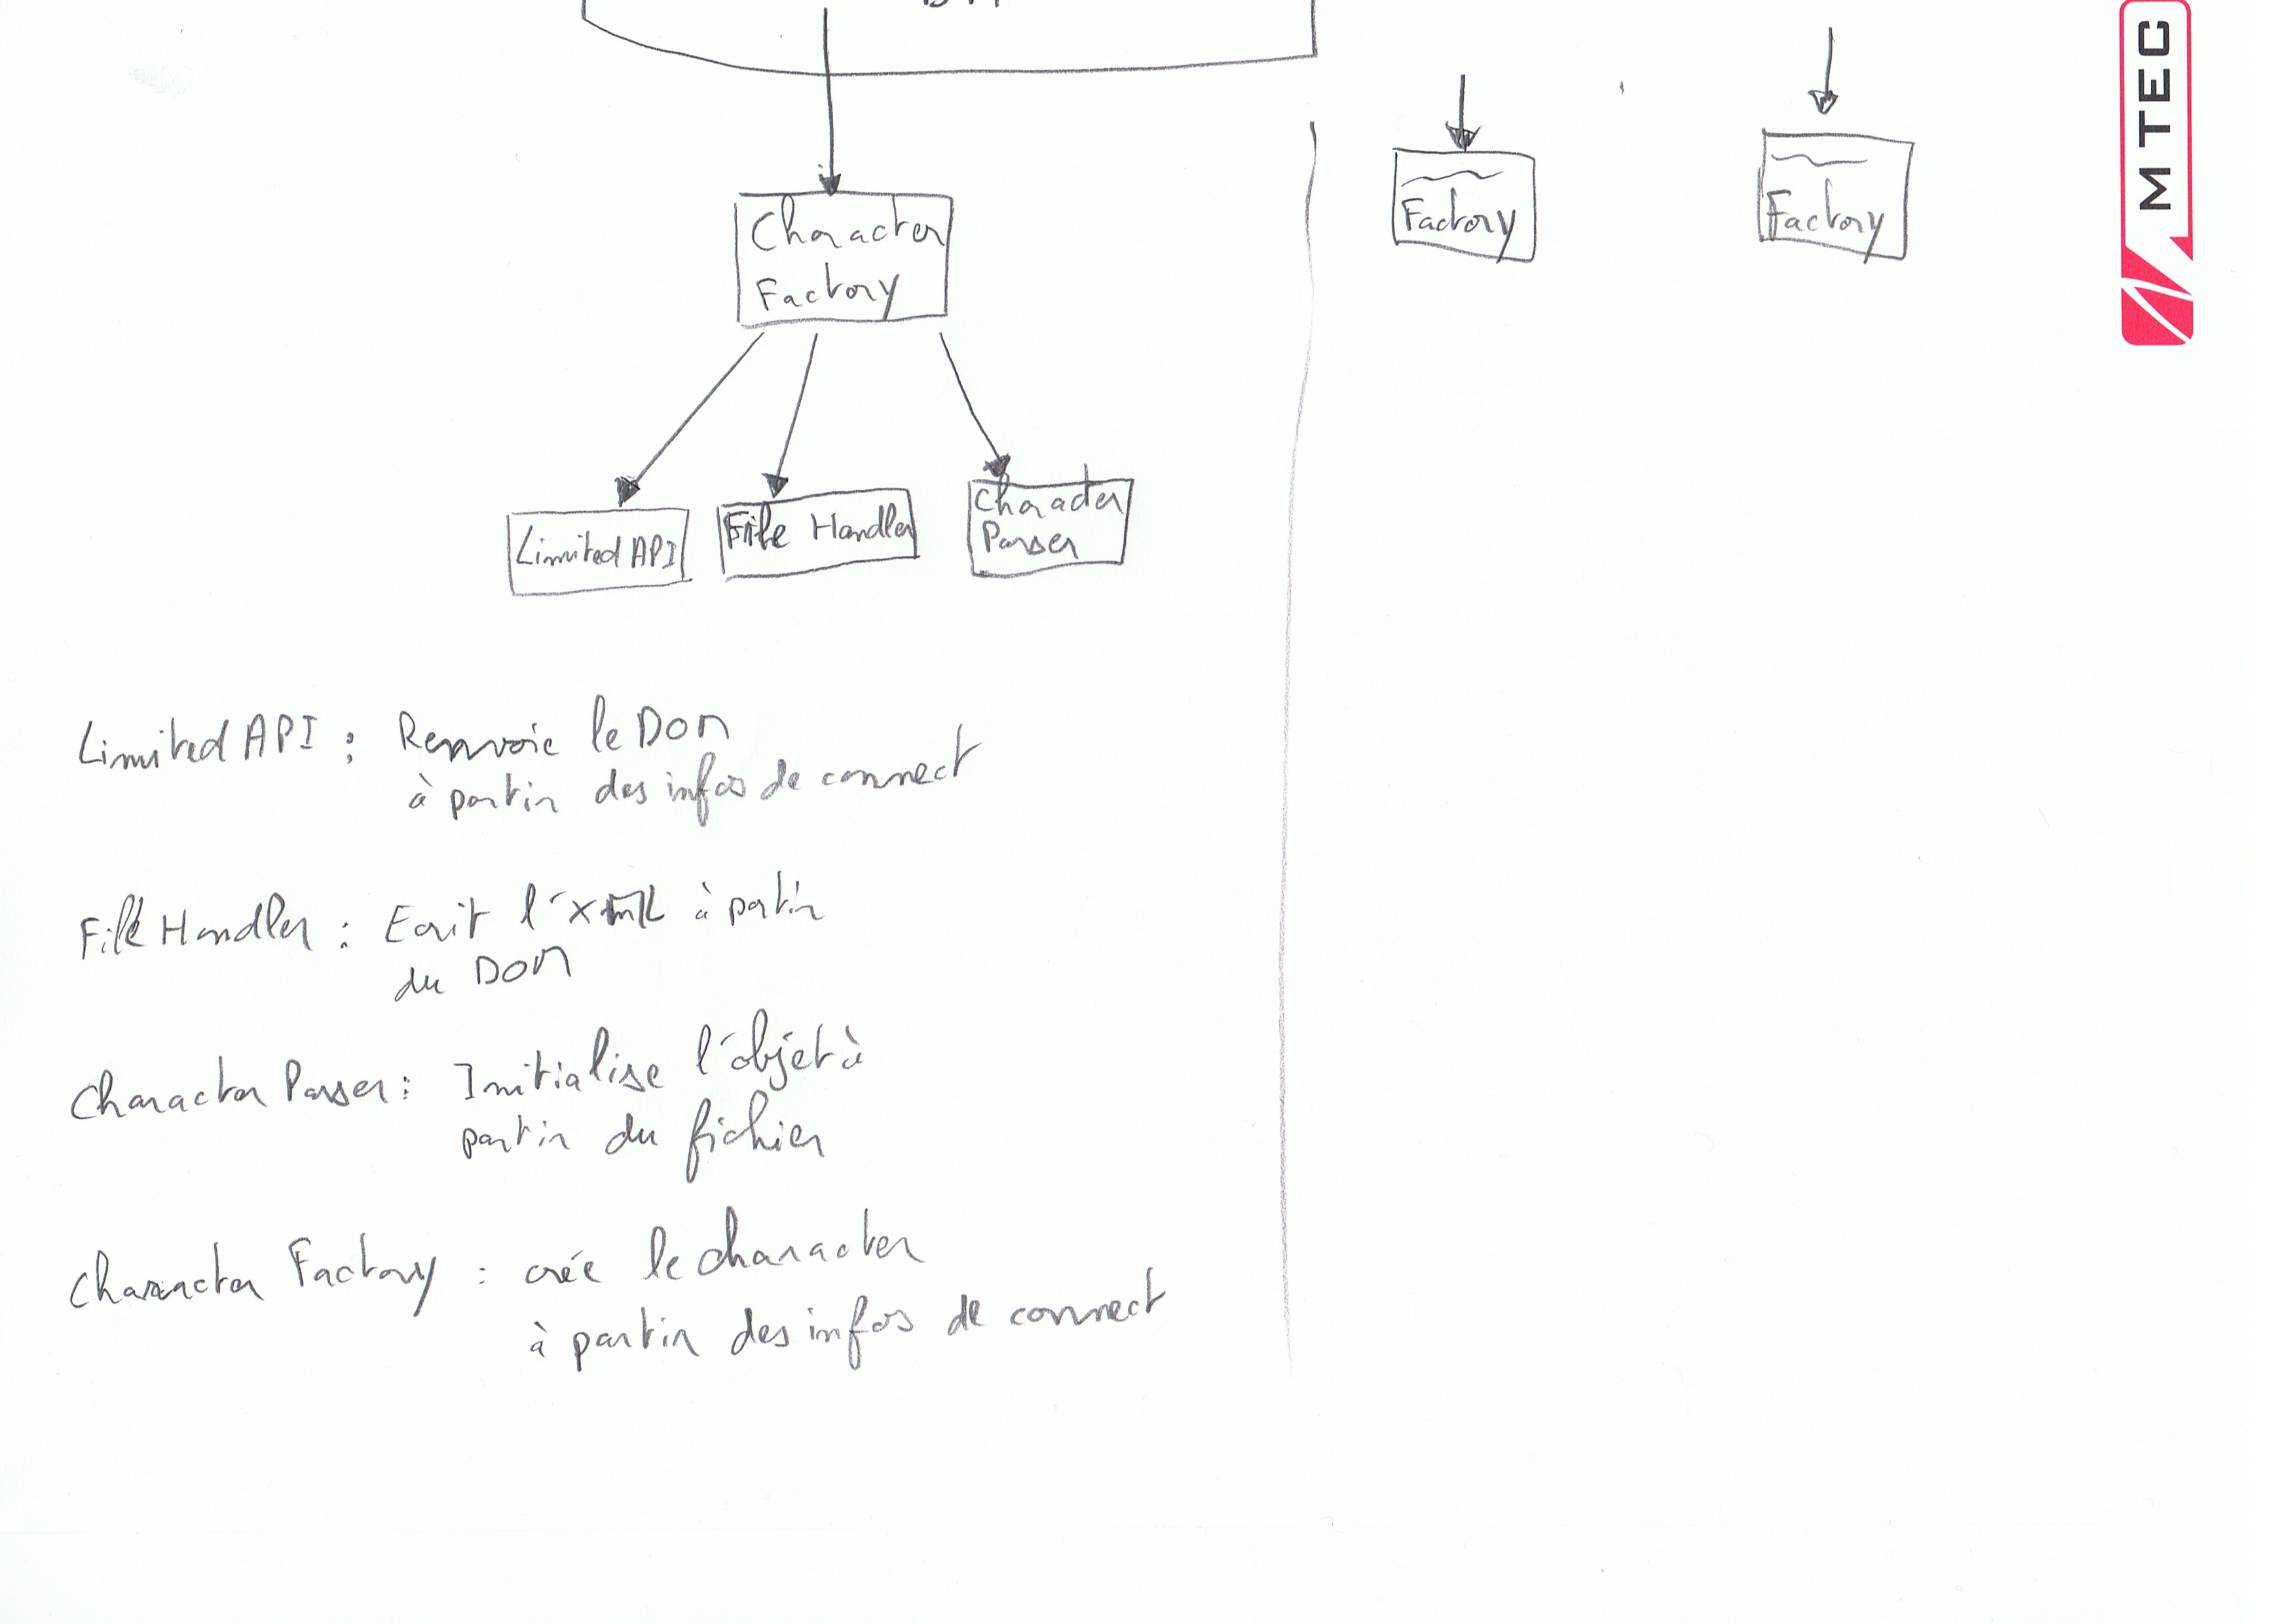 Character
Factory
Factory
Factory
Limited API
File Handler
Character
Parser
Limited API : Renvoie le DOM
à partir des infos de connect
File Handler : Ecrit l'XML à partir
du DOM
Character Parser : Initialise l'objet à
partir du fichier
Character Factory : crée le character
à partir des infos de connect
M TEC